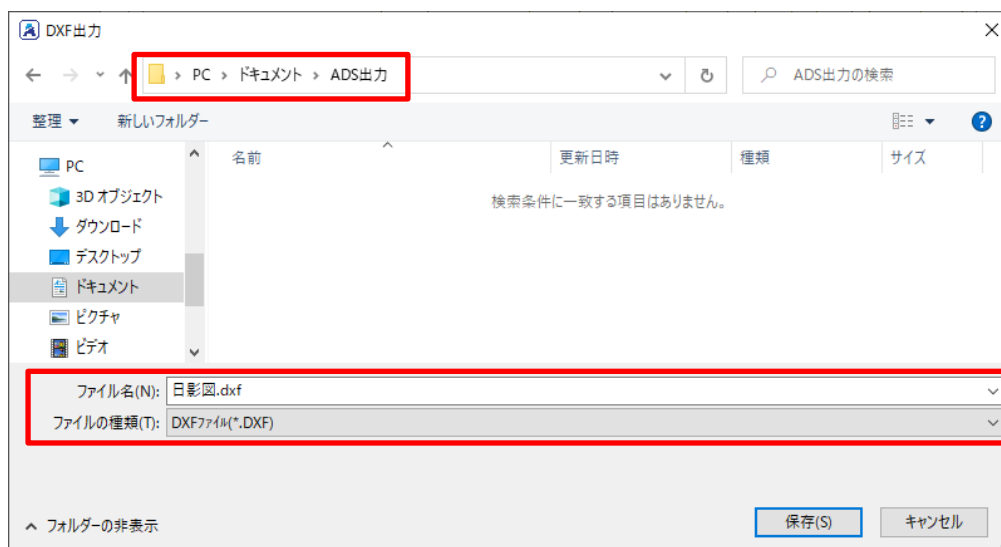 DXF出力
PC › ドキュメント › ADS出力
ADS出力の検索
整理 新しいフォルダー
名前 更新日時 種類 サイズ
検索条件に一致する項目はありません。
PC
3D オブジェクト
ダウンロード
デスクトップ
ドキュメント
ピクチャ
ビデオ
ファイル名(N): 日影図.dxf
ファイルの種類(T): DXFﾌｧｲﾙ(*.DXF)
フォルダーの非表示
保存(S) キャンセル